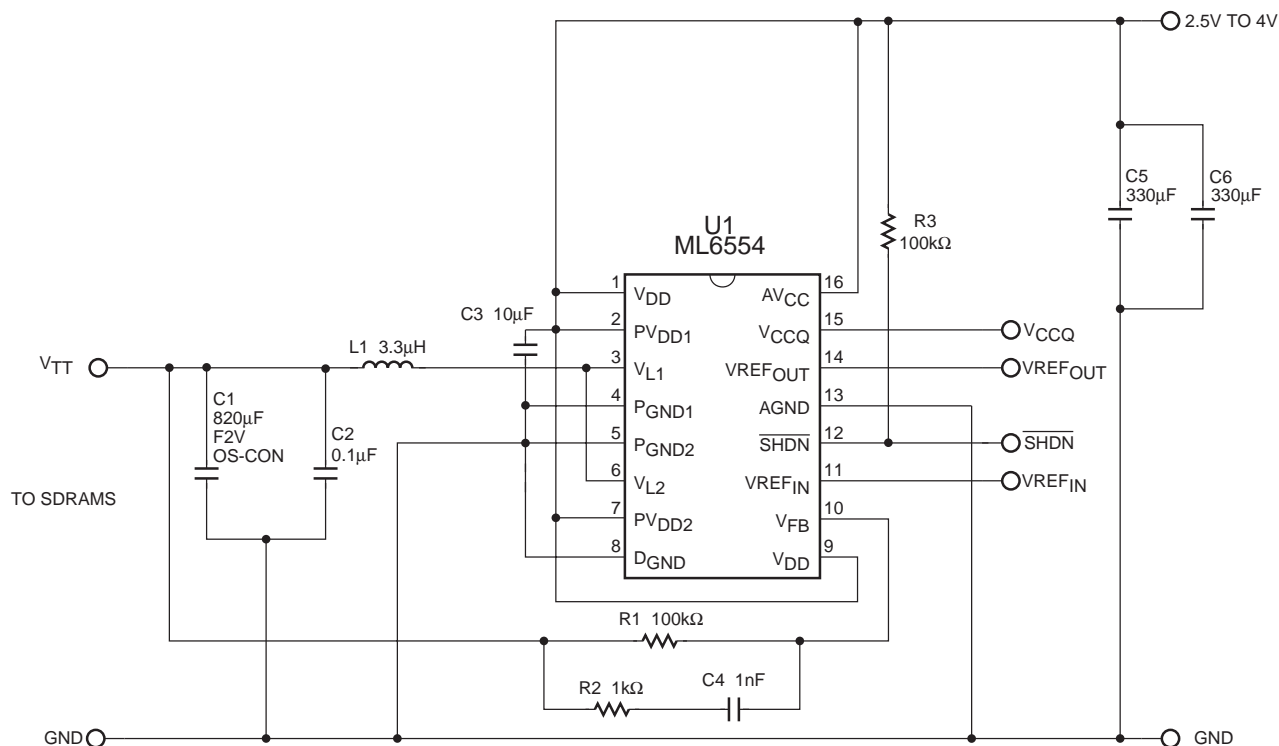 2.5V TO 4V
C5
330µF
C6
330µF
R3
100kΩ
U1
ML6554
1 VDD
2 PVDD1
3 VL1
4 PGND1
5 PGND2
6 VL2
7 PVDD2
8 DGND
16 AVCC
15 VCCQ
14 VREFOUT
13 AGND
12 SHDN
11 VREFIN
10 VFB
9 VDD
C3 10µF
L1 3.3µH
VTT
C1
820µF
F2V
OS-CON
C2
0.1µF
TO SDRAMS
VCCQ
VREFOUT
SHDN
VREFIN
R1 100kΩ
R2 1kΩ
C4 1nF
GND
GND